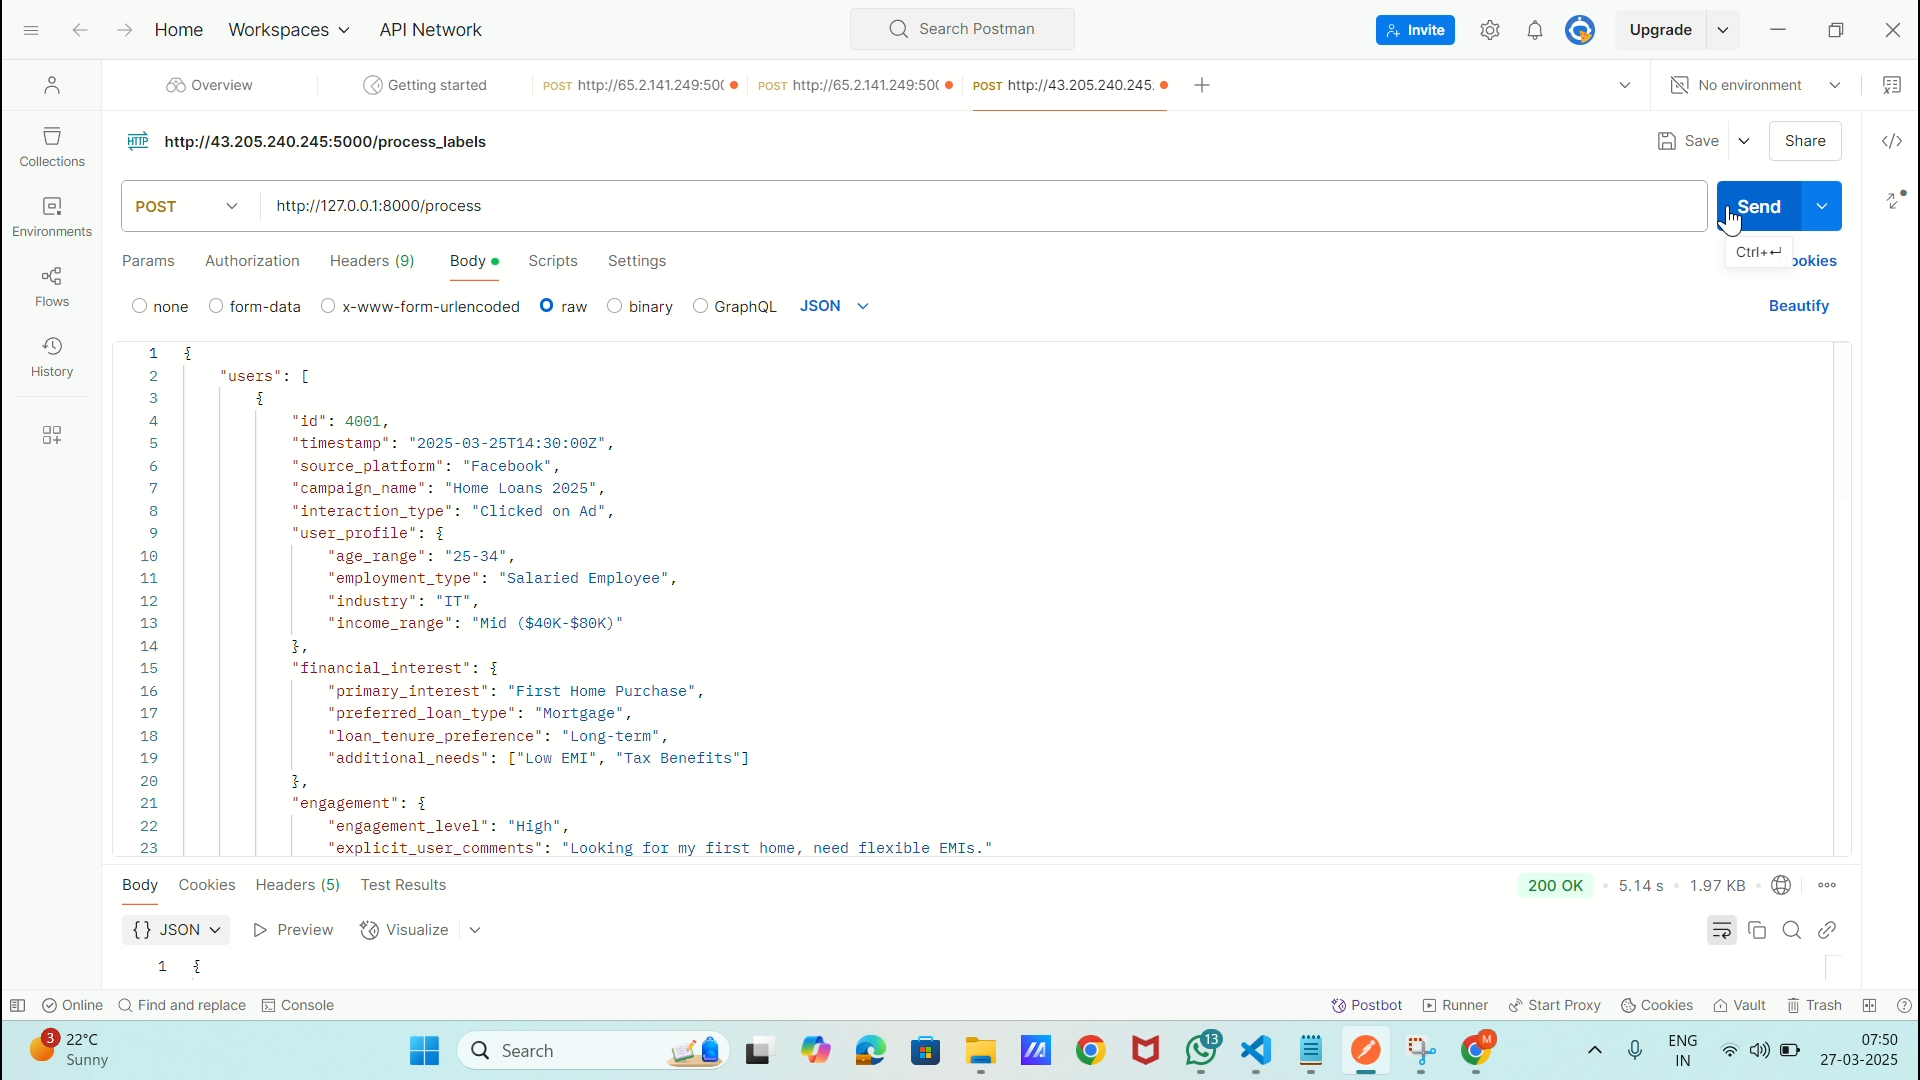 Home Workspaces API Network Search Postman Invite Upgrade
Overview Getting started POST http://65.2.141.249:500 POST http://65.2.141.249:500 POST http://43.205.240.245: No environment
HTTP http://43.205.240.245:5000/process_labels Save Share
POST http://127.0.0.1:8000/process Send
Ctrl+↵
Params Authorization Headers (9) Body Scripts Settings ookies
none form-data x-www-form-urlencoded raw binary GraphQL JSON Beautify
Collections
Environments
Flows
History
1 {
2 "users": [
3 {
4 "id": 4001,
5 "timestamp": "2025-03-25T14:30:00Z",
6 "source_platform": "Facebook",
7 "campaign_name": "Home Loans 2025",
8 "interaction_type": "Clicked on Ad",
9 "user_profile": {
10 "age_range": "25-34",
11 "employment_type": "Salaried Employee",
12 "industry": "IT",
13 "income_range": "Mid ($40K-$80K)"
14 },
15 "financial_interest": {
16 "primary_interest": "First Home Purchase",
17 "preferred_loan_type": "Mortgage",
18 "loan_tenure_preference": "Long-term",
19 "additional_needs": ["Low EMI", "Tax Benefits"]
20 },
21 "engagement": {
22 "engagement_level": "High",
23 "explicit_user_comments": "Looking for my first home, need flexible EMIs."
Body Cookies Headers (5) Test Results 200 OK • 5.14 s • 1.97 KB
{} JSON Preview Visualize
1 {
Online Find and replace Console Postbot Runner Start Proxy Cookies Vault Trash
3 22°C
Sunny
Search
13
M
ENG
IN
07:50
27-03-2025